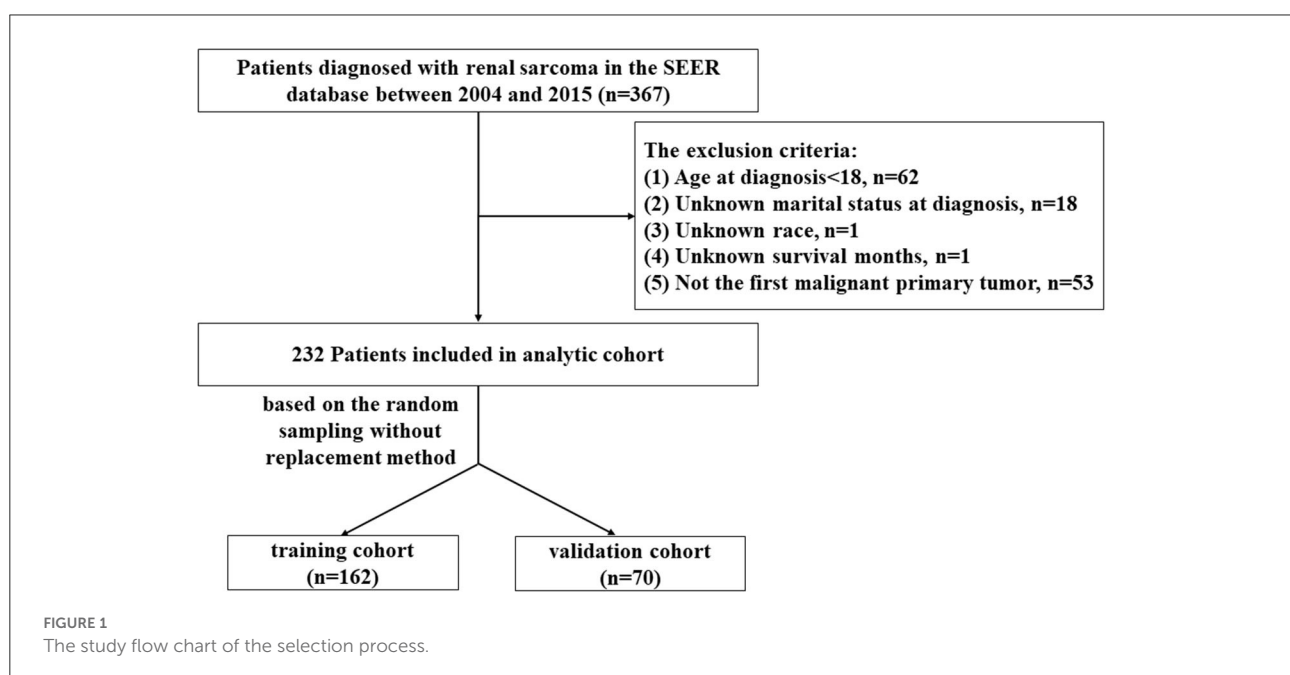 Patients diagnosed with renal sarcoma in the SEER
database between 2004 and 2015 (n=367)
The exclusion criteria:
(1) Age at diagnosis<18, n=62
(2) Unknown marital status at diagnosis, n=18
(3) Unknown race, n=1
(4) Unknown survival months, n=1
(5) Not the first malignant primary tumor, n=53
232 Patients included in analytic cohort
based on the random
sampling without
replacement method
training cohort
(n=162)
validation cohort
(n=70)
FIGURE 1
The study flow chart of the selection process.